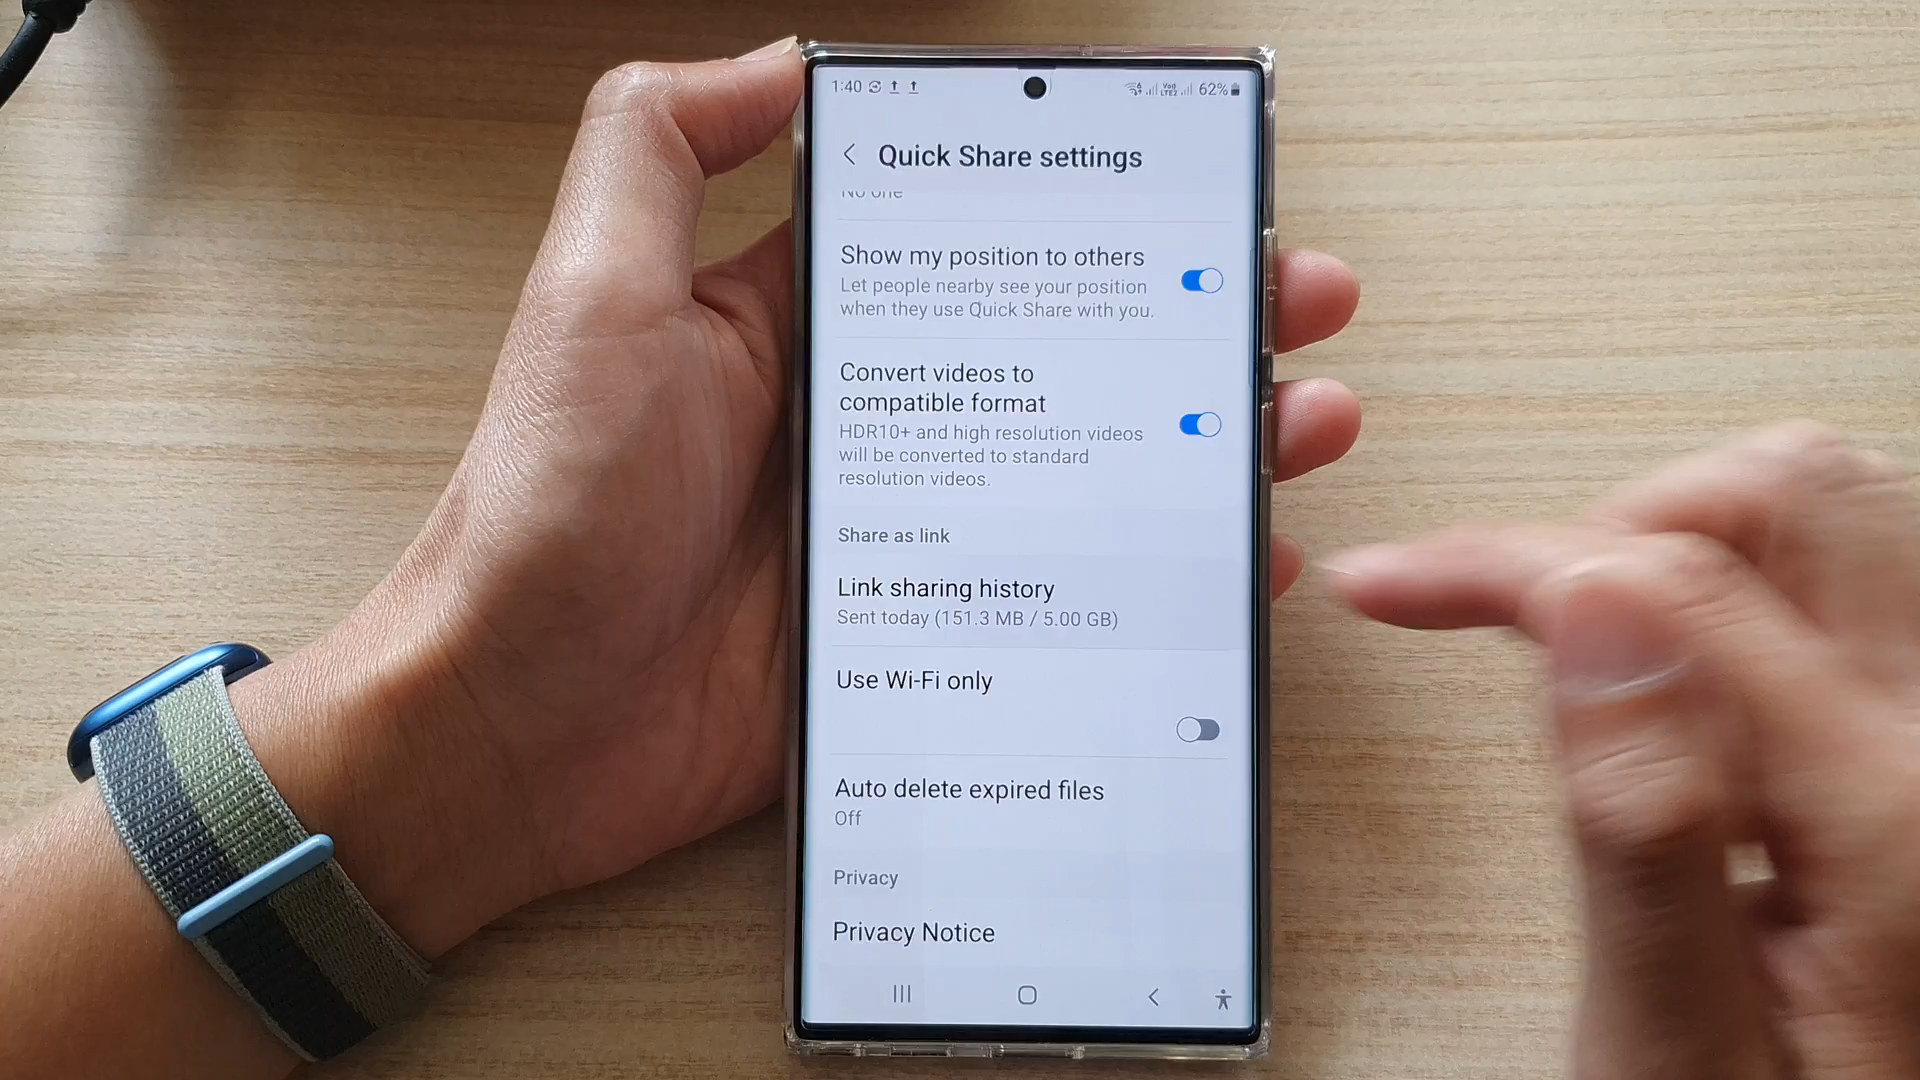 1:40
62%
Quick Share settings
No one
Show my position to others
Let people nearby see your position
when they use Quick Share with you.
Convert videos to
compatible format
HDR10+ and high resolution videos
will be converted to standard
resolution videos.
Share as link
Link sharing history
Sent today (151.3 MB / 5.00 GB)
Use Wi-Fi only
Auto delete expired files
Off
Privacy
Privacy Notice